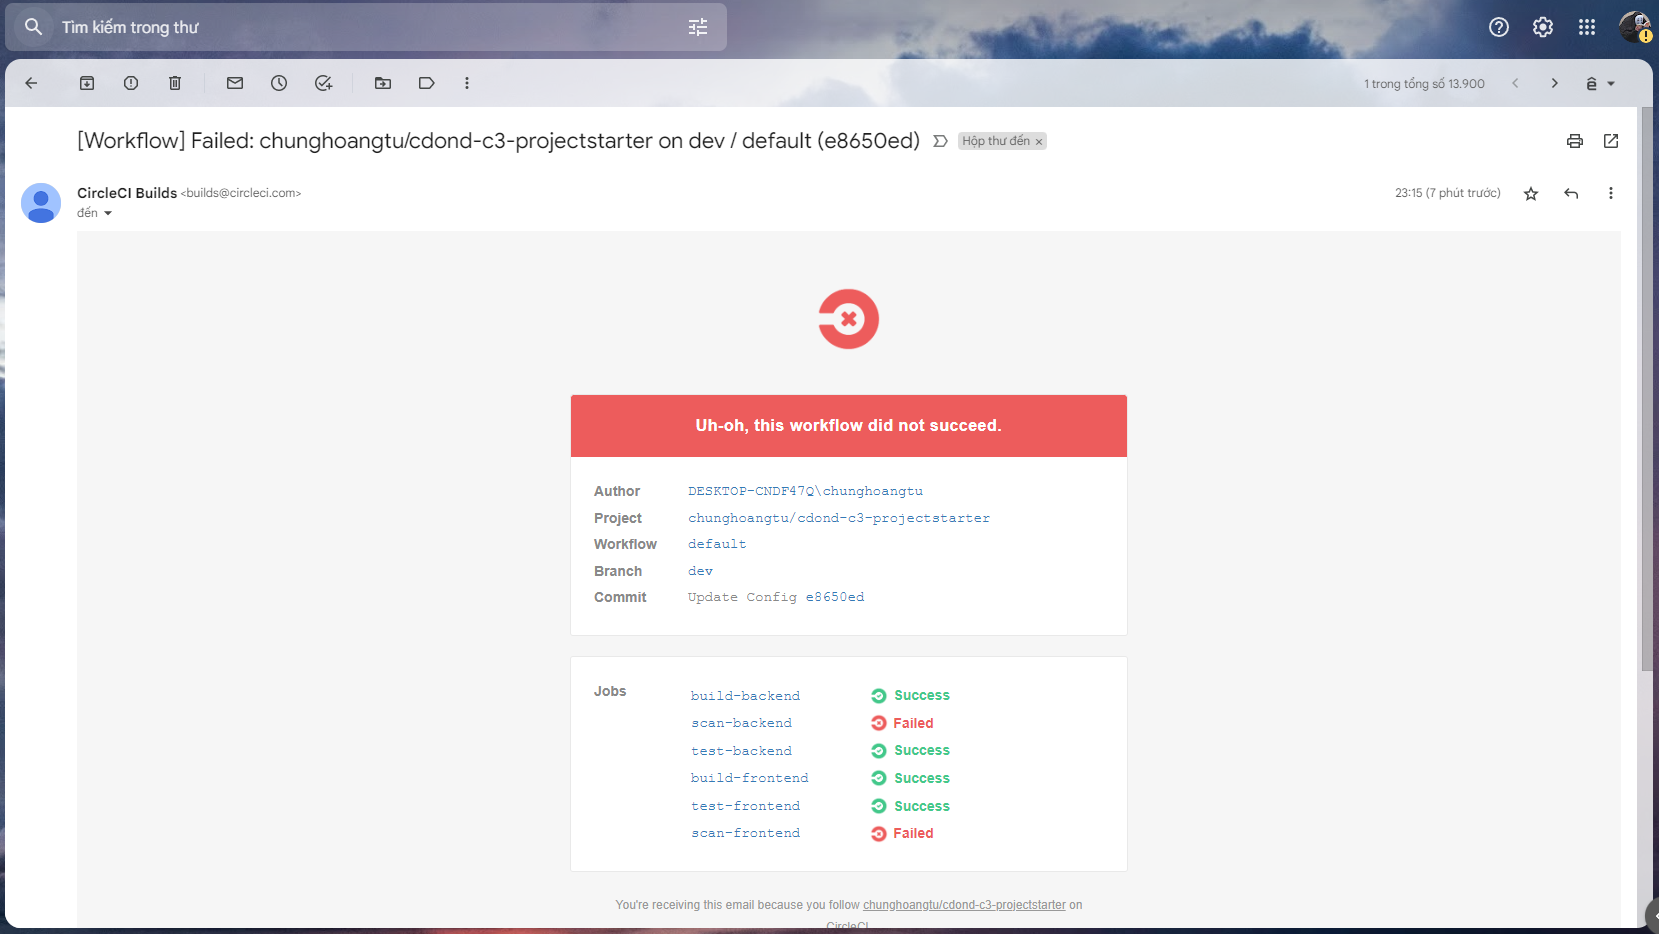 Tìm kiếm trong thư
1 trong tổng số 13.900
ê
[Workflow] Failed: chunghoangtu/cdond-c3-projectstarter on dev / default (e8650ed)
Hộp thư đến ×
CircleCI Builds <builds@circleci.com>
23:15 (7 phút trước)
đến
Uh-oh, this workflow did not succeed.
Author DESKTOP-CNDF47Q\chunghoangtu
Project chunghoangtu/cdond-c3-projectstarter
Workflow default
Branch dev
Commit Update Config e8650ed
Jobs
build-backend Success
scan-backend Failed
test-backend Success
build-frontend Success
test-frontend Success
scan-frontend Failed
You're receiving this email because you follow chunghoangtu/cdond-c3-projectstarter on
CircleCI